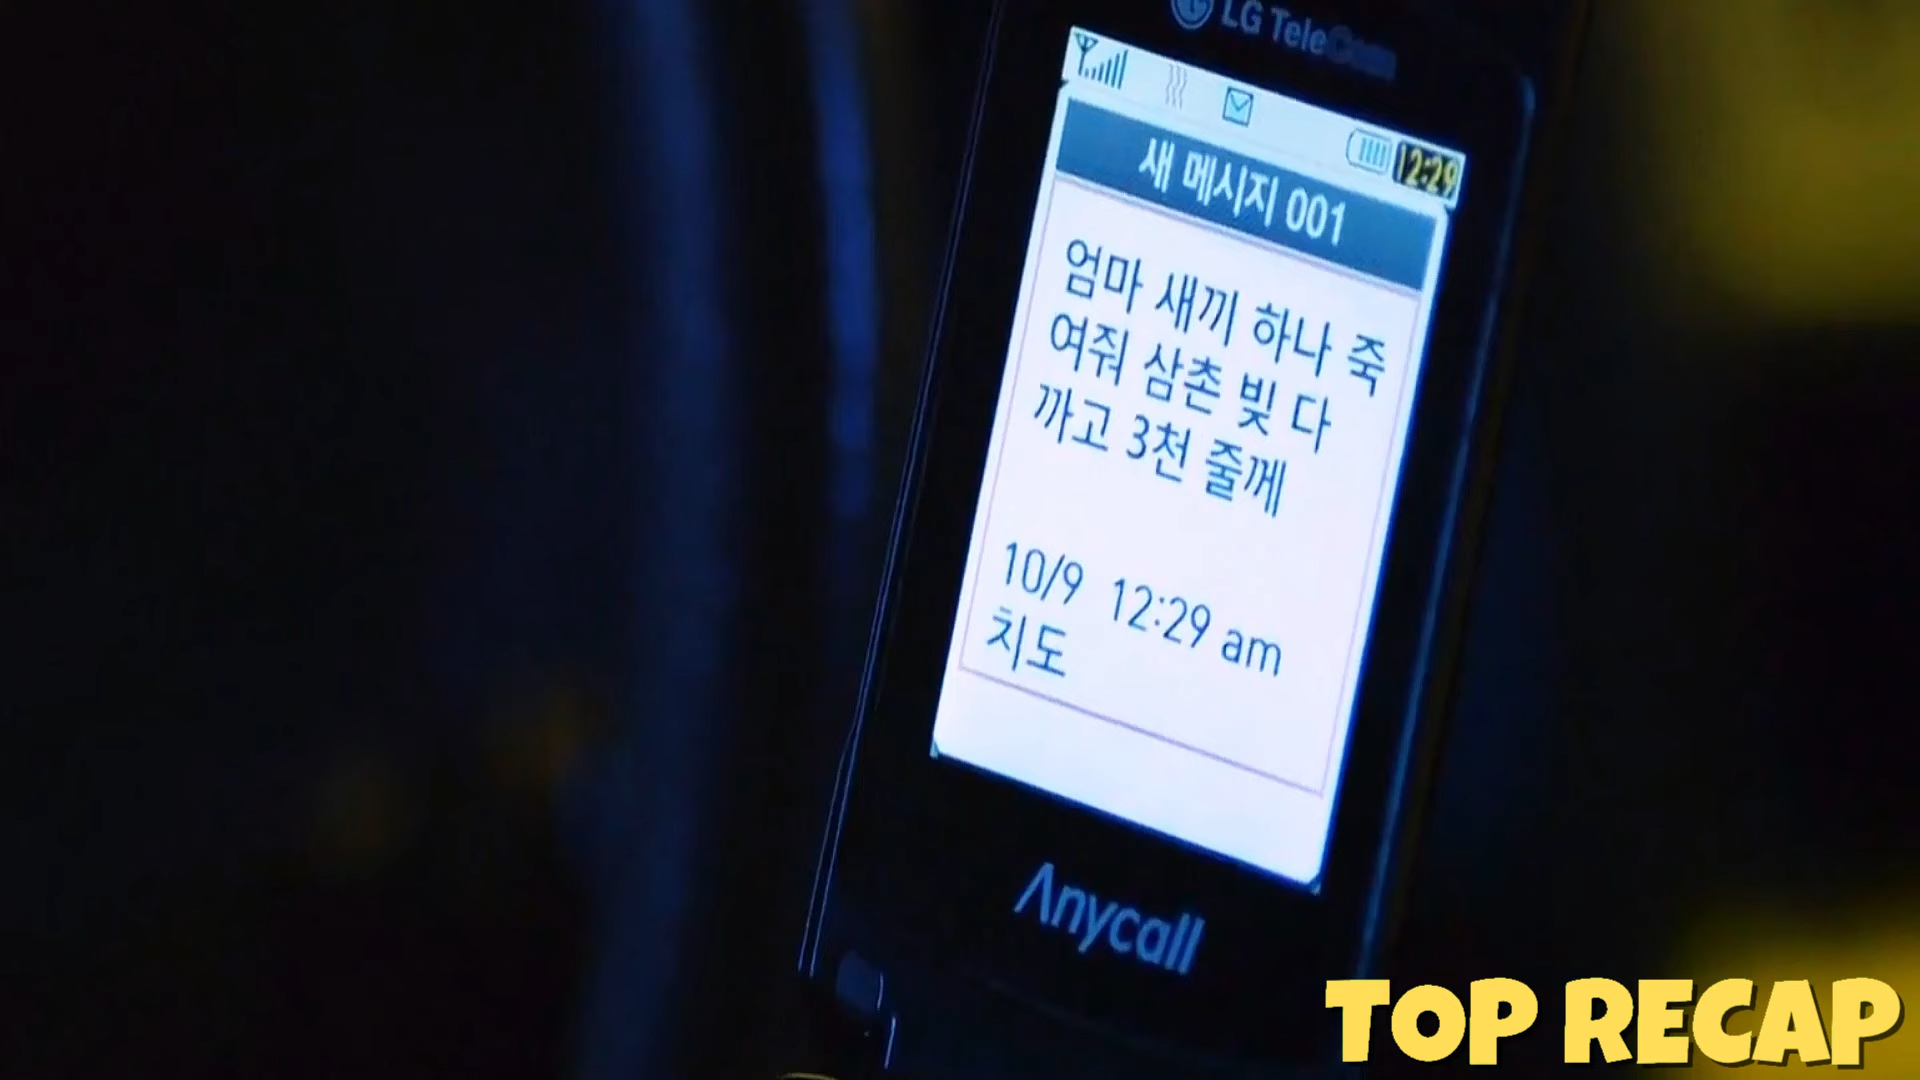 LG TeleCom
12:29
새 메시지 001
엄마 새끼 하나 죽
여줘 삼촌 빚 다
까고 3천 줄께
10/9 12:29 am
치도
Anycall
TOP RECAP